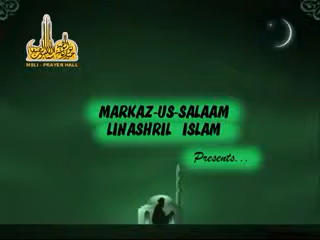 MSLI - PRAYER HALL
MARKAZ-US-SALAAM
LINASHRIL ISLAM
Presents...